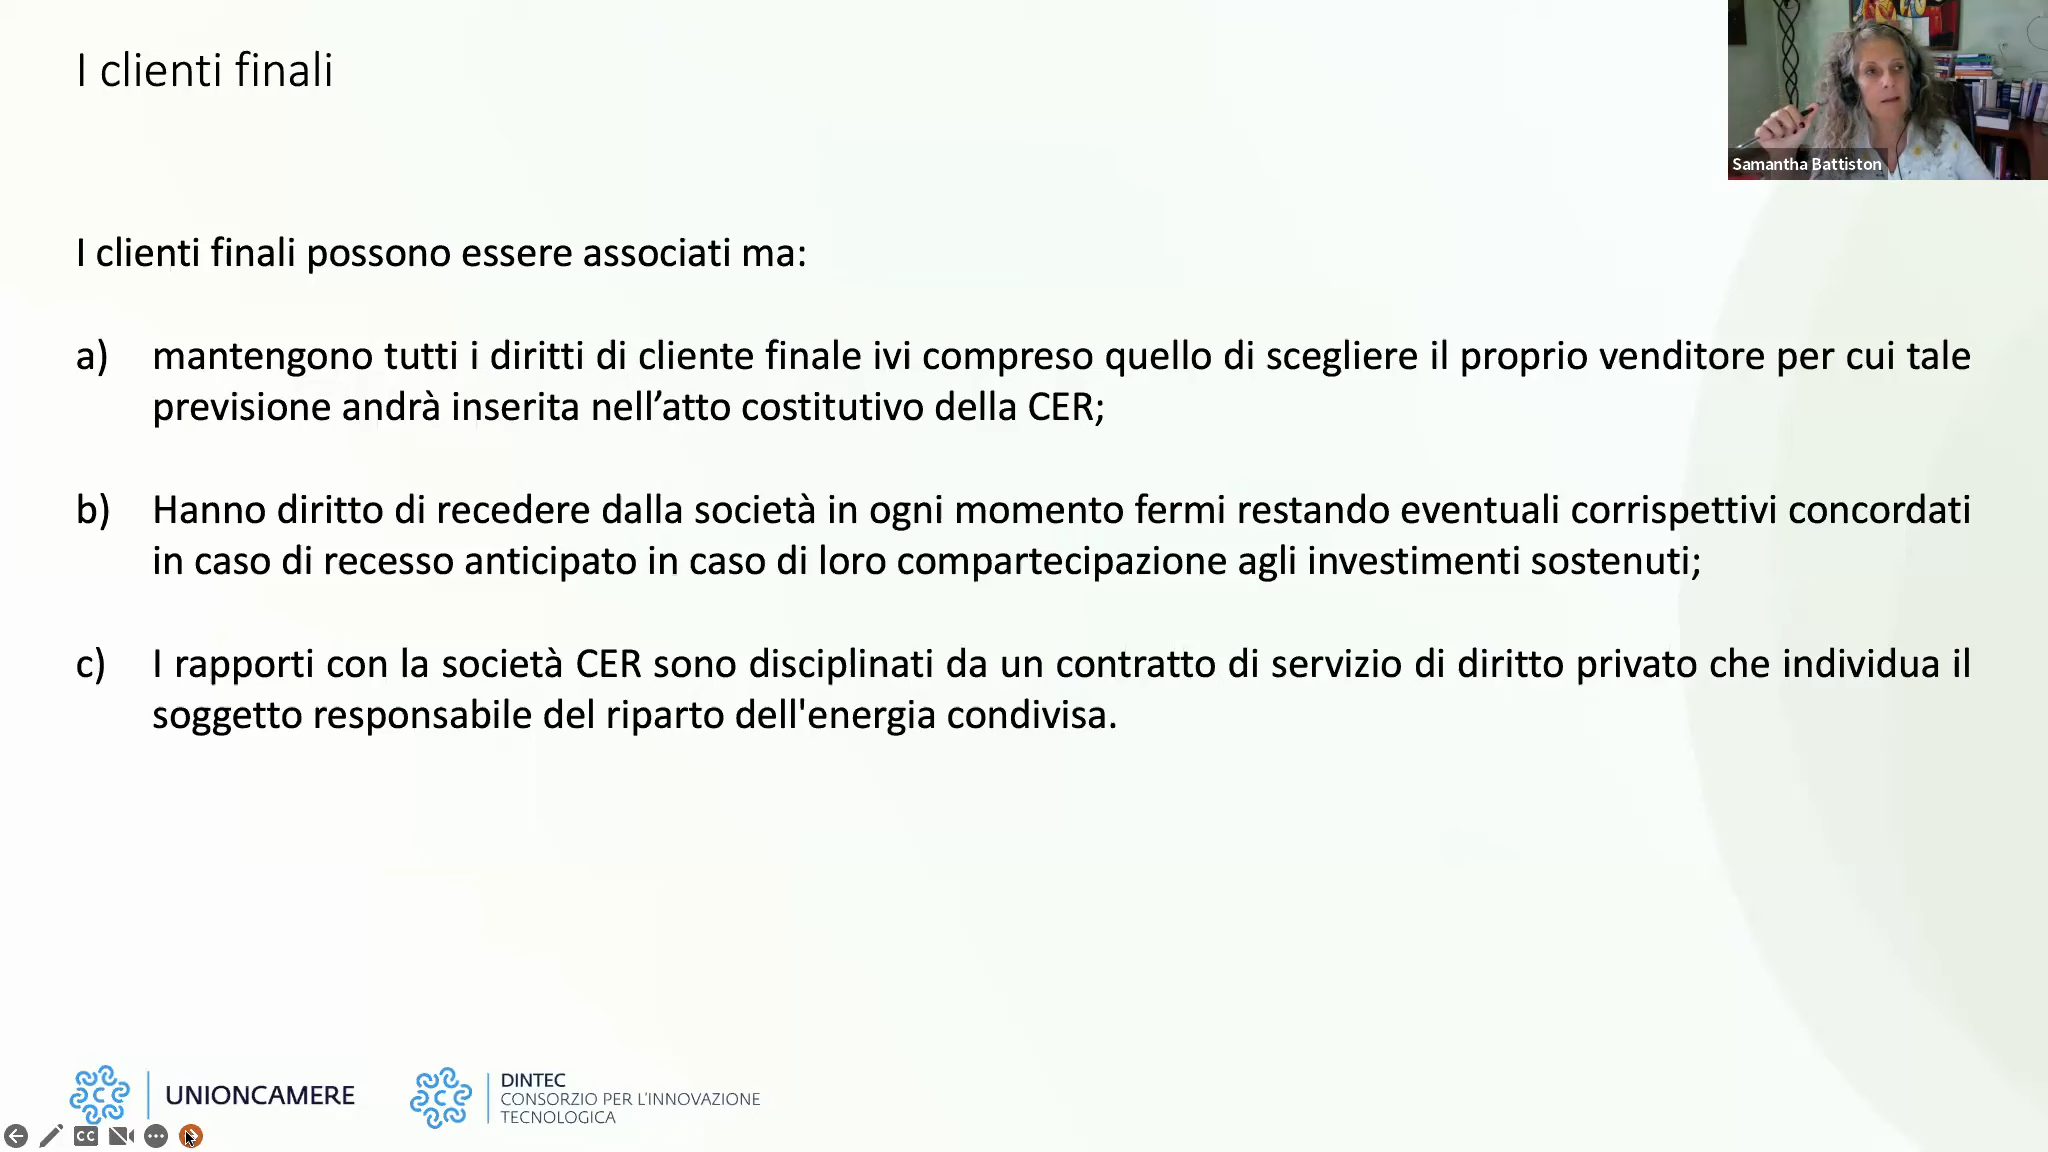 I clienti finali
Samantha Battiston
I clienti finali possono essere associati ma:
a) mantengono tutti i diritti di cliente finale ivi compreso quello di scegliere il proprio venditore per cui tale
previsione andrà inserita nell’atto costitutivo della CER;
b) Hanno diritto di recedere dalla società in ogni momento fermi restando eventuali corrispettivi concordati
in caso di recesso anticipato in caso di loro compartecipazione agli investimenti sostenuti;
c) I rapporti con la società CER sono disciplinati da un contratto di servizio di diritto privato che individua il
soggetto responsabile del riparto dell'energia condivisa.
UNIONCAMERE
DINTEC
CONSORZIO PER L'INNOVAZIONE
TECNOLOGICA
CC